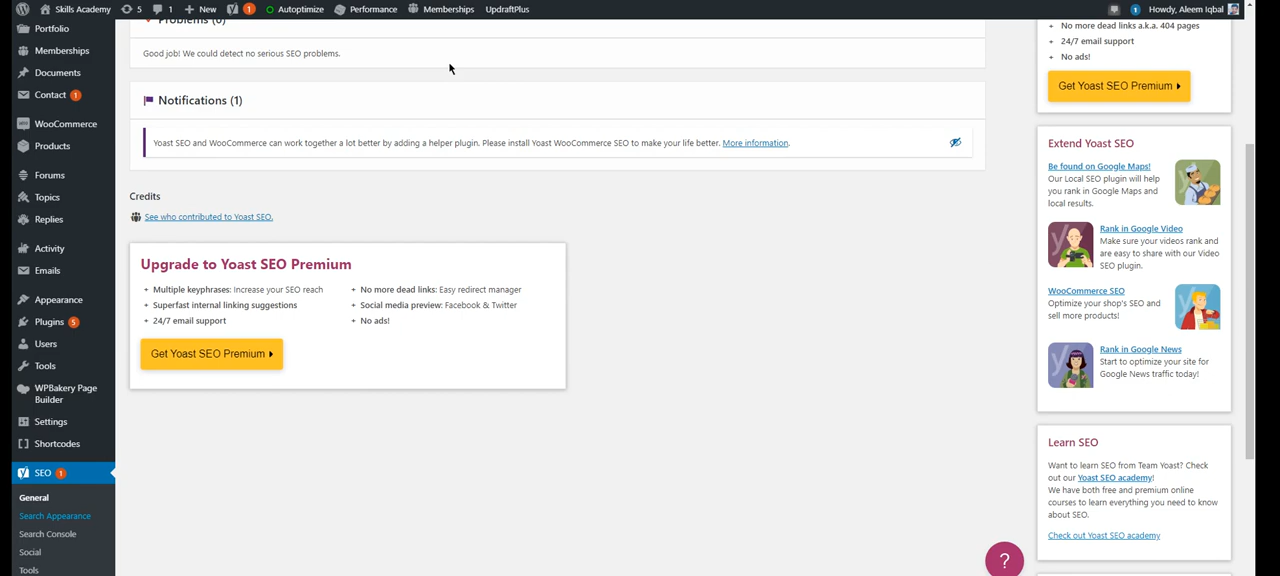 Skills Academy 5 1 New 1 Autoptimize Performance Memberships UpdraftPlus 1 Howdy, Aleem Iqbal
Portfolio
Memberships
Documents
Contact 1
WooCommerce
Products
Forums
Topics
Replies
Activity
Emails
Appearance
Plugins 5
Users
Tools
WPBakery Page
Builder
Settings
Shortcodes
SEO 1
General
Search Appearance
Search Console
Social
Tools
Problems (0)
Good job! We could detect no serious SEO problems.
Notifications (1)
Yoast SEO and WooCommerce can work together a lot better by adding a helper plugin. Please install Yoast WooCommerce SEO to make your life better. More information.
Credits
See who contributed to Yoast SEO.
Upgrade to Yoast SEO Premium
+ Multiple keyphrases: Increase your SEO reach
+ Superfast internal linking suggestions
+ 24/7 email support
+ No more dead links: Easy redirect manager
+ Social media preview: Facebook & Twitter
+ No ads!
Get Yoast SEO Premium
+ No more dead links a.k.a. 404 pages
+ 24/7 email support
+ No ads!
Get Yoast SEO Premium
Extend Yoast SEO
Be found on Google Maps!
Our Local SEO plugin will help
you rank in Google Maps and
local results.
Rank in Google Video
Make sure your videos rank and
are easy to share with our Video
SEO plugin.
WooCommerce SEO
Optimize your shop's SEO and
sell more products!
Rank in Google News
Start to optimize your site for
Google News traffic today!
Learn SEO
Want to learn SEO from Team Yoast? Check
out our Yoast SEO academy!
We have both free and premium online
courses to learn everything you need to know
about SEO.
Check out Yoast SEO academy
?